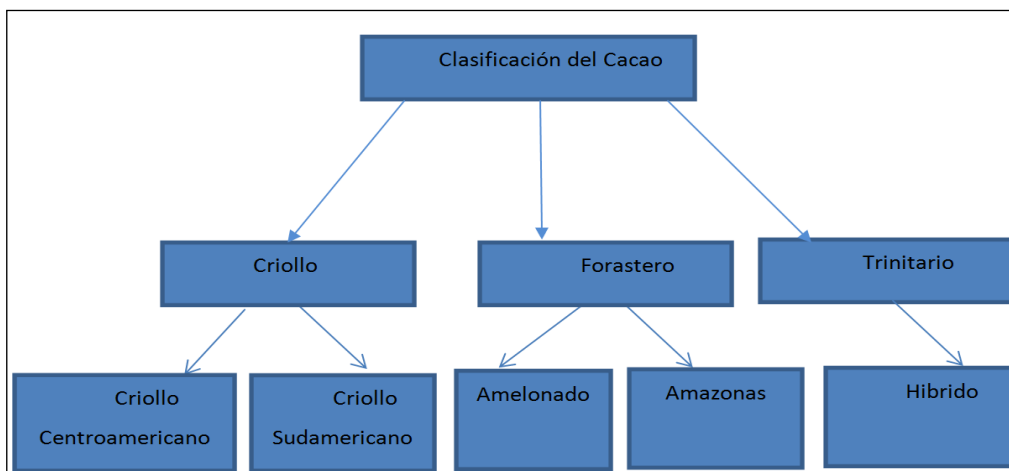 Clasificación del Cacao
Criollo
Forastero
Trinitario
Criollo
Centroamericano
Criollo
Sudamericano
Amelonado
Amazonas
Hibrido